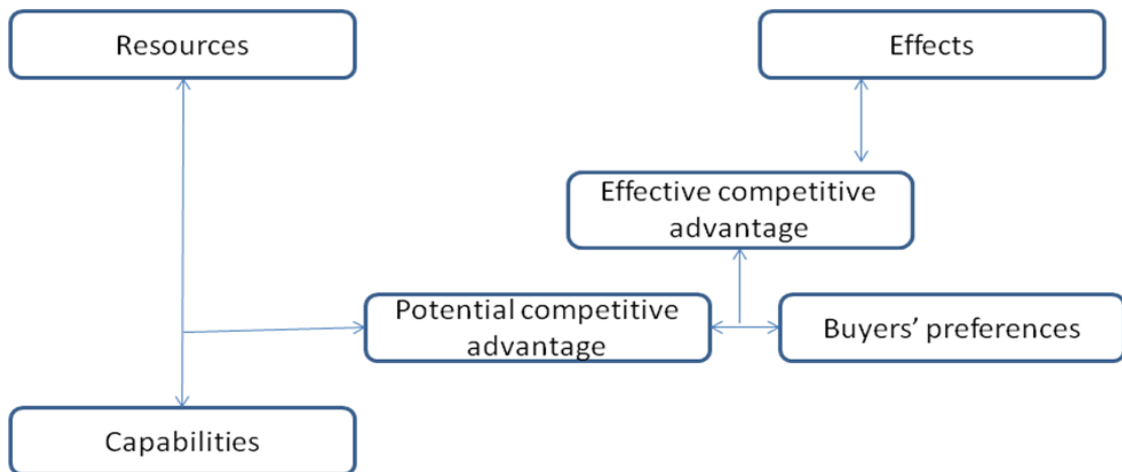 Resources
Effects
Effective competitive
advantage
Potential competitive
advantage
Buyers’ preferences
Capabilities